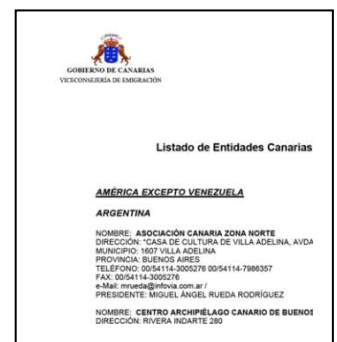 GOBIERNO DE CANARIAS
VICECONSEJERÍA DE EMIGRACIÓN
Listado de Entidades Canarias
AMÉRICA EXCEPTO VENEZUELA
ARGENTINA
NOMBRE: ASOCIACIÓN CANARIA ZONA NORTE
DIRECCIÓN: "CASA DE CULTURA DE VILLA ADELINA, AVDA
MUNICIPIO: 1607 VILLA ADELINA
PROVINCIA: BUENOS AIRES
TELÉFONO: 00/54114-3005276 00/54114-7986357
FAX: 00/54114-3005276
e-Mail: mrueda@infovia.com.ar /
PRESIDENTE: MIGUEL ÁNGEL RUEDA RODRÍGUEZ
NOMBRE: CENTRO ARCHIPIÉLAGO CANARIO DE BUENOS
DIRECCIÓN: RIVERA INDARTE 280